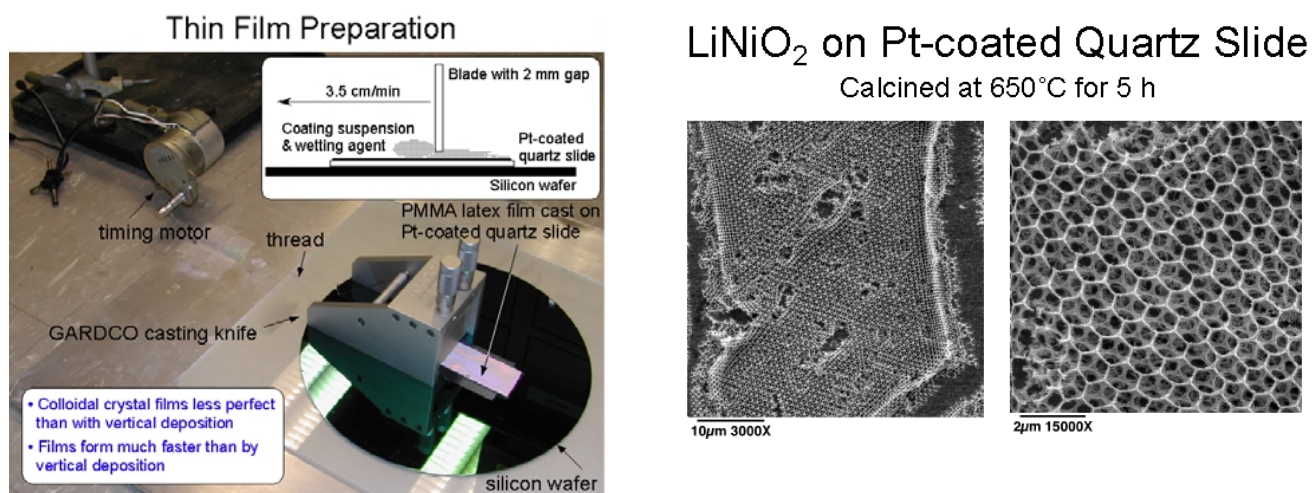 Thin Film Preparation
Blade with 2 mm gap
3.5 cm/min
Coating suspension
& wetting agent
Pt-coated
quartz slide
Silicon wafer
timing motor
thread
PMMA latex film cast on
Pt-coated quartz slide
GARDCO casting knife
• Colloidal crystal films less perfect
than with vertical deposition
• Films form much faster than by
vertical deposition
silicon wafer
LiNiO₂ on Pt-coated Quartz Slide
Calcined at 650°C for 5 h
10µm 3000X
2µm 15000X